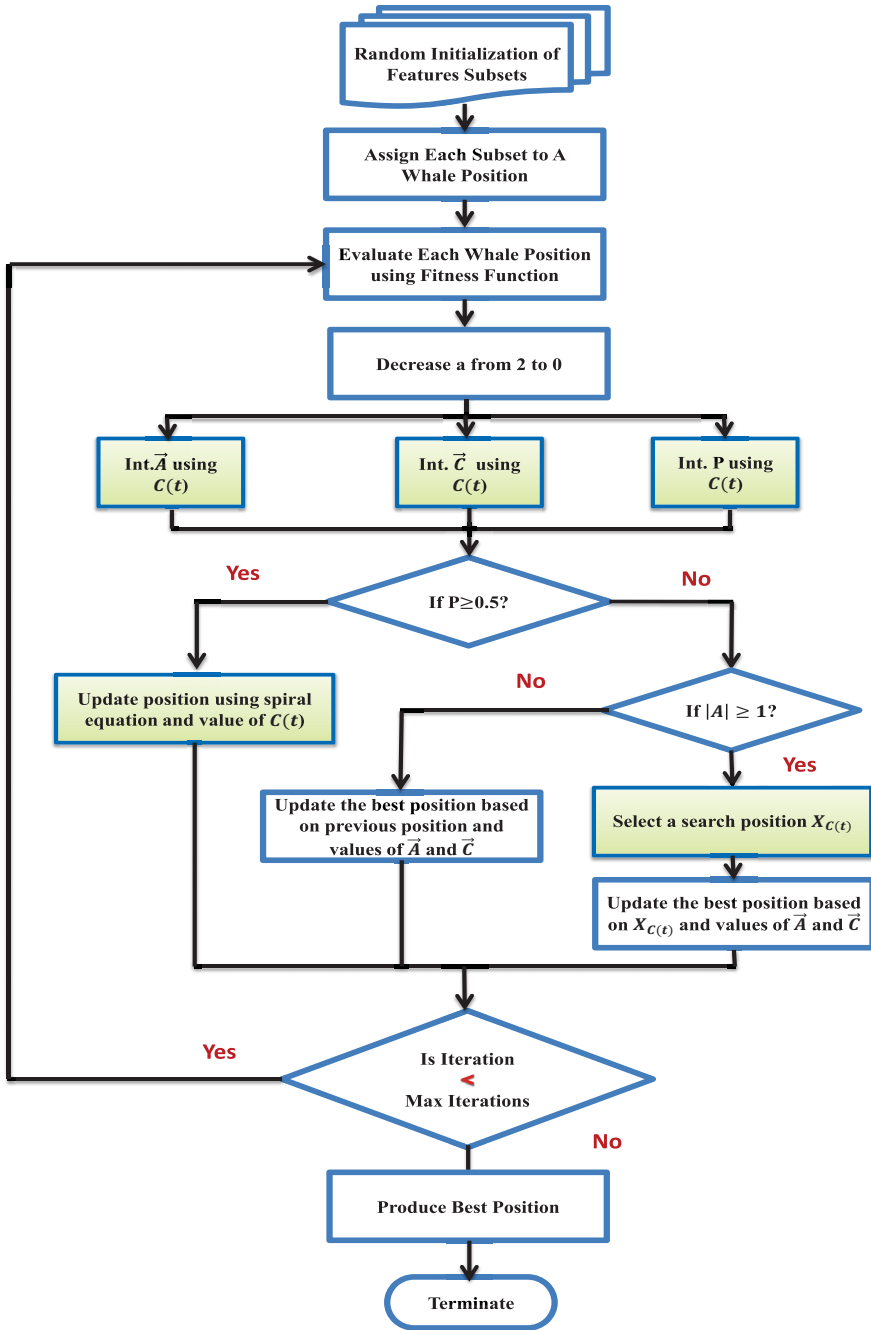 Random Initialization of
Features Subsets
Assign Each Subset to A
Whale Position
Evaluate Each Whale Position
using Fitness Function
Decrease a from 2 to 0
Int.A⃗ using
C(t)
Int. C⃗ using
C(t)
Int. P using
C(t)
Yes
If P≥0.5?
No
Update position using spiral
equation and value of C(t)
No
If |A| ≥ 1?
Yes
Update the best position based
on previous position and
values of A⃗ and C⃗
Select a search position X_C(t)
Update the best position based
on X_C(t) and values of A⃗ and C⃗
Yes
Is Iteration
<
Max Iterations
No
Produce Best Position
Terminate